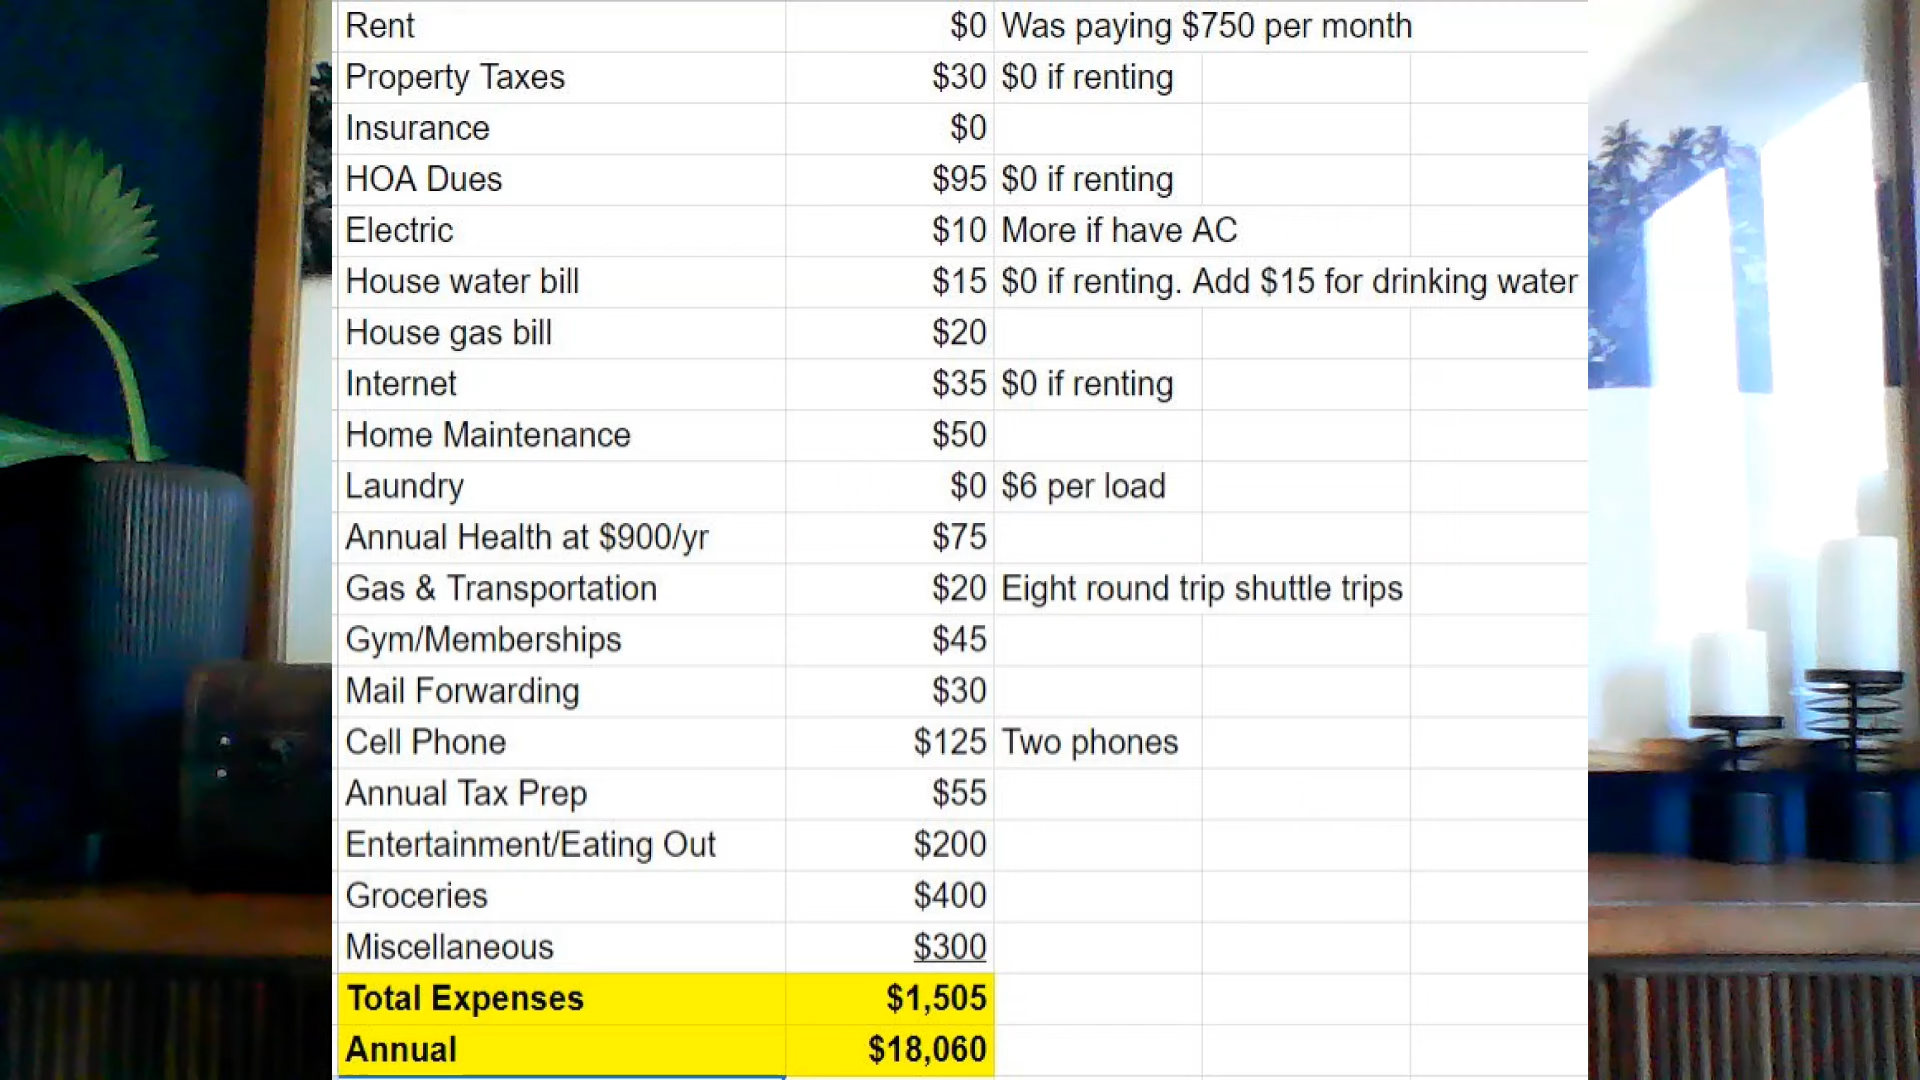 Rent $0 Was paying $750 per month
Property Taxes $30 $0 if renting
Insurance $0
HOA Dues $95 $0 if renting
Electric $10 More if have AC
House water bill $15 $0 if renting. Add $15 for drinking water
House gas bill $20
Internet $35 $0 if renting
Home Maintenance $50
Laundry $0 $6 per load
Annual Health at $900/yr $75
Gas & Transportation $20 Eight round trip shuttle trips
Gym/Memberships $45
Mail Forwarding $30
Cell Phone $125 Two phones
Annual Tax Prep $55
Entertainment/Eating Out $200
Groceries $400
Miscellaneous $300
Total Expenses $1,505
Annual $18,060